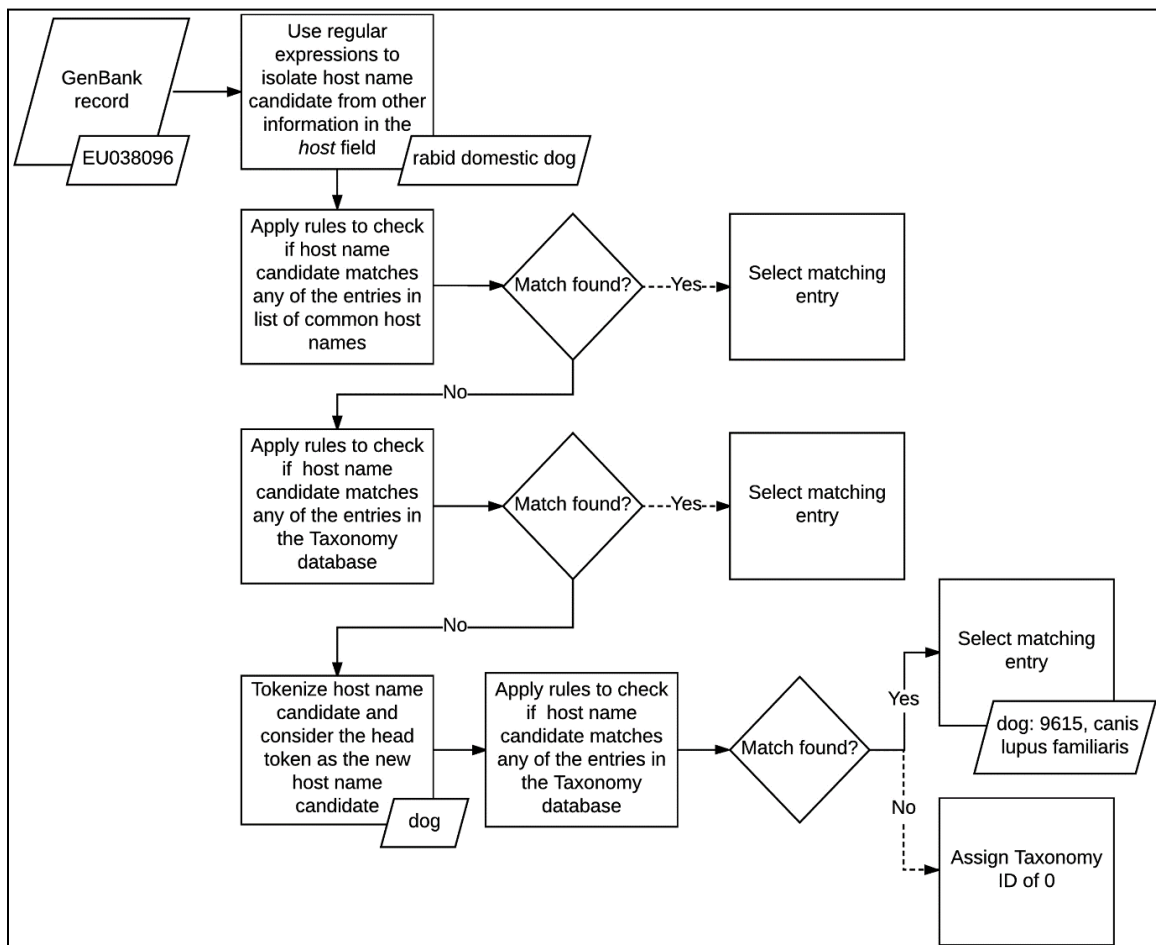 GenBank
record
EU038096
Use regular
expressions to
isolate host name
candidate from other
information in the
host field
rabid domestic dog
Apply rules to check
if host name
candidate matches
any of the entries in
list of common host
names
Match found?
Yes
Select matching
entry
No
Apply rules to check
if host name
candidate matches
any of the entries in
the Taxonomy
database
Match found?
Yes
Select matching
entry
No
Tokenize host name
candidate and
consider the head
token as the new
host name
candidate
dog
Apply rules to check
if host name
candidate matches
any of the entries in
the Taxonomy
database
Match found?
Yes
Select matching
entry
dog: 9615, canis
lupus familiaris
No
Assign Taxonomy
ID of 0